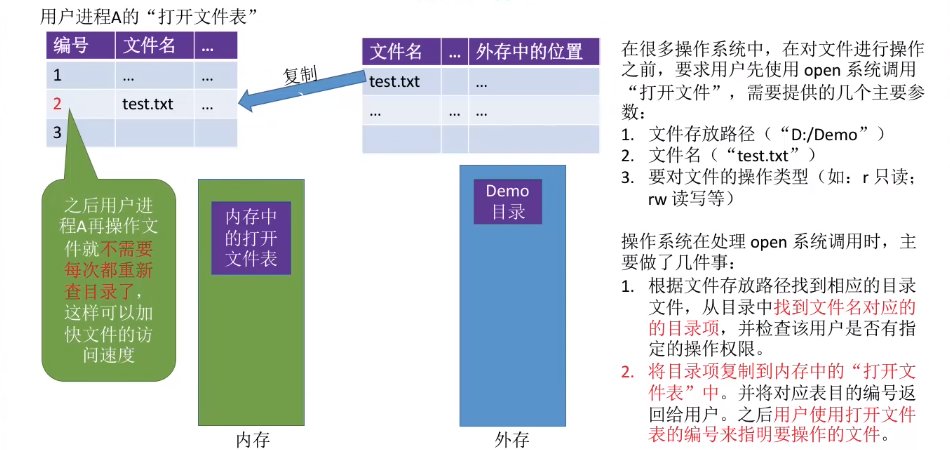 用户进程A的“打开文件表”
编号 文件名 ...
1 ... ...
2 test.txt ...
3
复制
文件名 ... 外存中的位置
test.txt ...
... ... ...
之后用户进
程A再操作文
件就不需要
每次都重新
查目录了，
这样可以加
快文件的访
问速度
内存中
的打开
文件表
内存
Demo
目录
外存
在很多操作系统中，在对文件进行操作
之前，要求用户先使用 open 系统调用
“打开文件”，需要提供的几个主要参
数：
1. 文件存放路径（“D:/Demo”）
2. 文件名（“test.txt”）
3. 要对文件的操作类型（如：r 只读；
rw 读写等）
操作系统在处理 open 系统调用时，主
要做了几件事：
1. 根据文件存放路径找到相应的目录
文件，从目录中找到文件名对应的
的目录项，并检查该用户是否有指
定的操作权限。
2. 将目录项复制到内存中的“打开文
件表”中。并将对应表目的编号返
回给用户。之后用户使用打开文件
表的编号来指明要操作的文件。